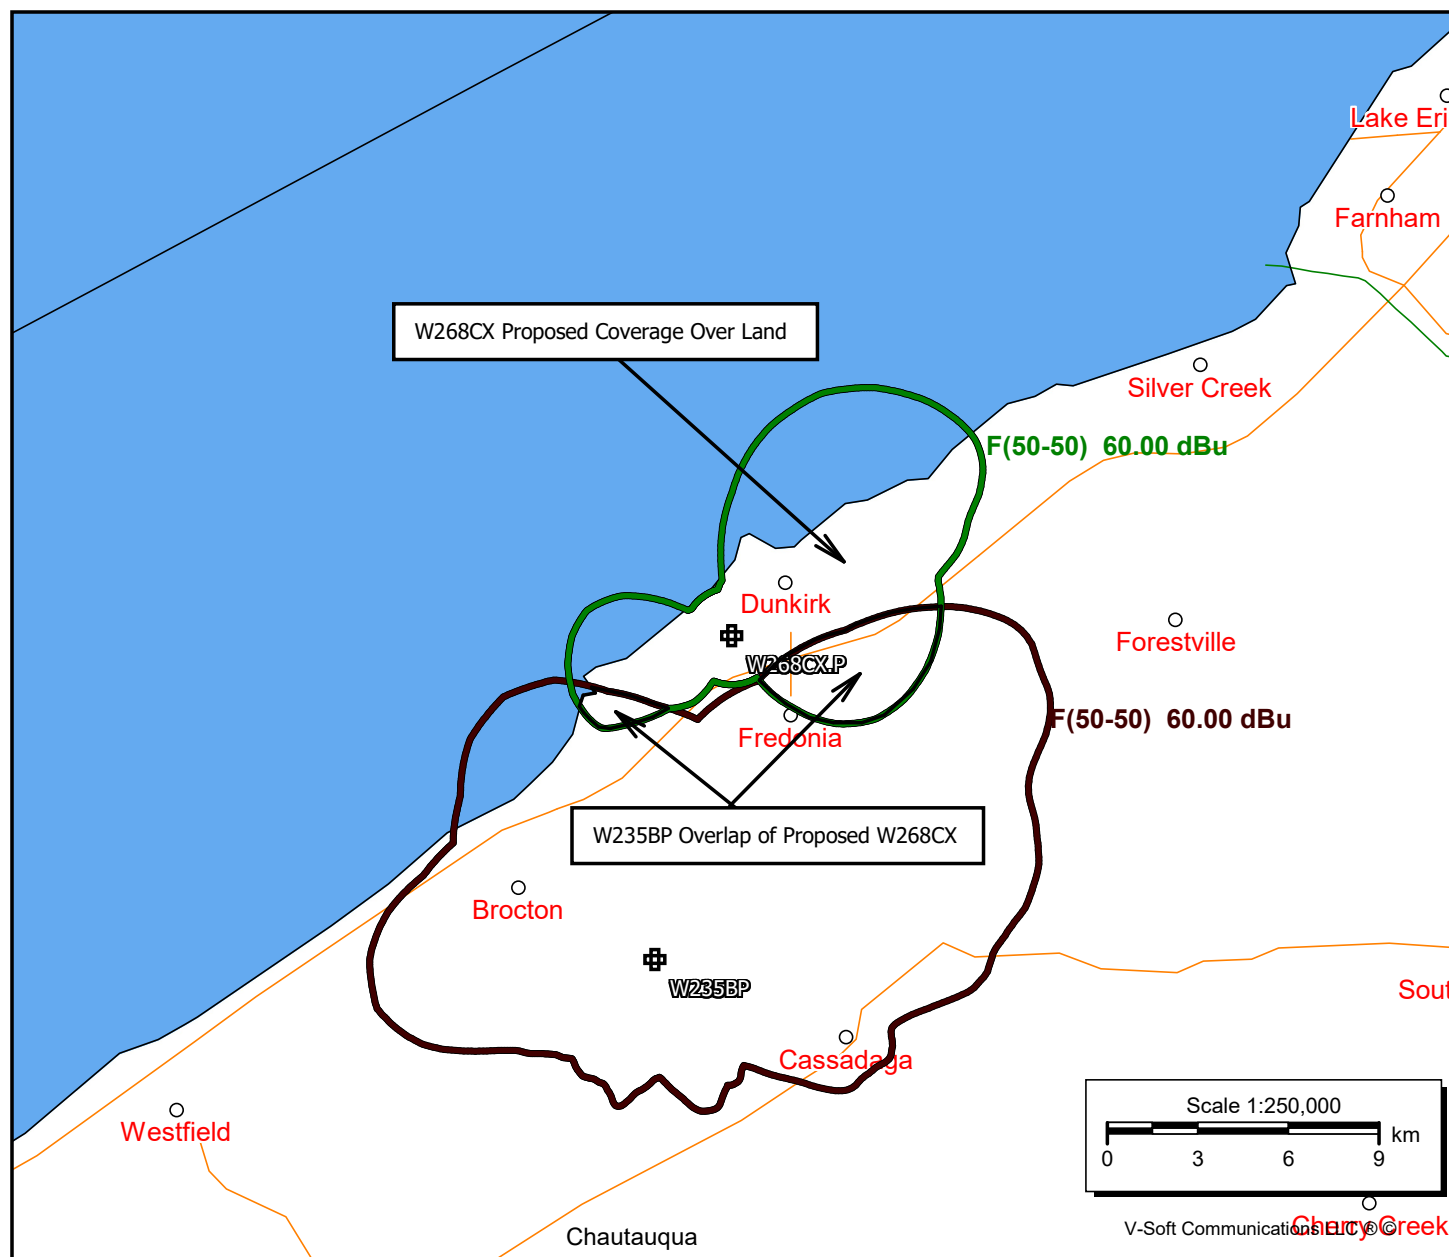 Lake Eri
Farnham
W268CX Proposed Coverage Over Land
Silver Creek
F(50-50) 60.00 dBu
Dunkirk
Forestville
W268CX.P
F(50-50) 60.00 dBu
Fredonia
W235BP Overlap of Proposed W268CX
Brocton
W235BP
Sout
Cassadaga
Scale 1:250,000
km
0 3 6 9
Westfield
V-Soft Communications LLC ® ©
Cherry Creek
Chautauqua